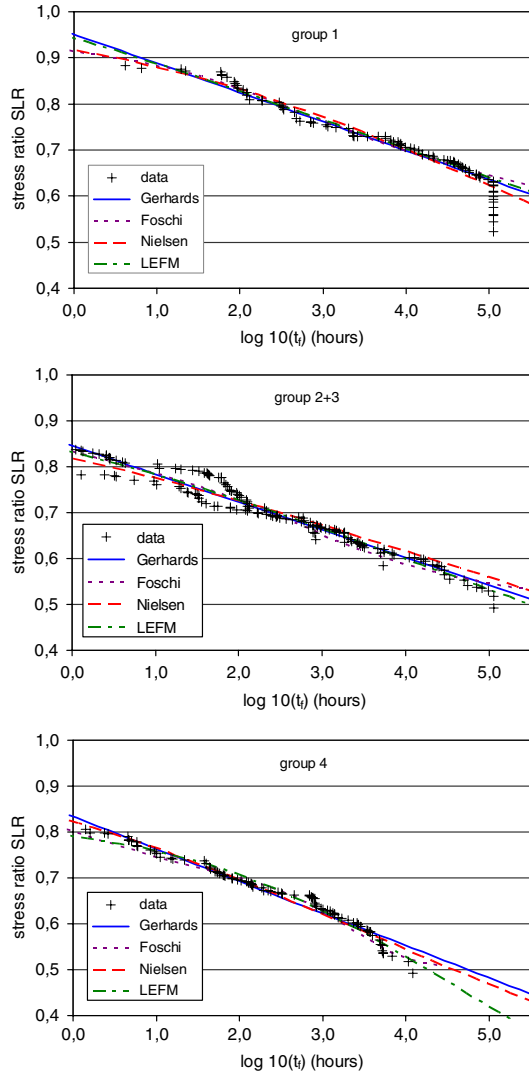 group 1
stress ratio SLR
1,0
0,9
0,8
0,7
0,6
0,5
0,4
data
Gerhards
Foschi
Nielsen
LEFM
0,0 1,0 2,0 3,0 4,0 5,0
log 10(tf) (hours)
group 2+3
stress ratio SLR
1,0
0,9
0,8
0,7
0,6
0,5
0,4
data
Gerhards
Foschi
Nielsen
LEFM
0,0 1,0 2,0 3,0 4,0 5,0
log 10(tf) (hours)
group 4
stress ratio SLR
1,0
0,9
0,8
0,7
0,6
0,5
0,4
data
Gerhards
Foschi
Nielsen
LEFM
0,0 1,0 2,0 3,0 4,0 5,0
log 10(tf) (hours)